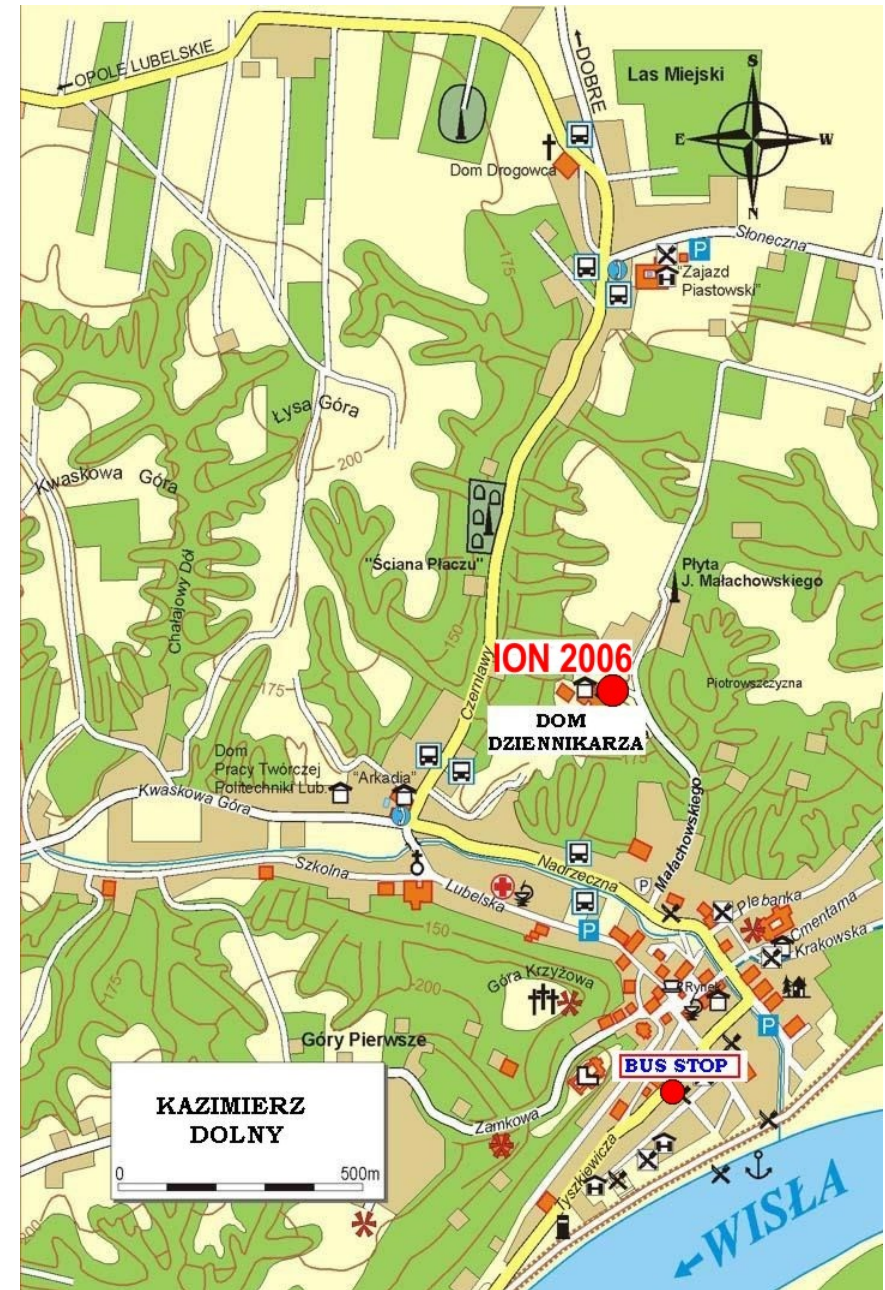 OPOLE LUBELSKIE
DOBRE
Las Miejski
S
E
W
N
Dom Drogowca
175
Słoneczna
P
"Zajazd
Piastowski"
Łysa Góra
200
Kwaskowa Góra
Chałajowy Dół
"Ściana Płaczu"
Płyta
J. Małachowskiego
150
ION 2006
Czerniawy
175
Piotrowszczyzna
DOM
DZIENNIKARZA
Dom
Pracy Twórczej
Politechniki Lub.
"Arkadia"
Kwaskowa Góra
Małachowskiego
Nadrzeczna
Szkolna
Lubelska
P
Plebanka
Cmentarna
Krakowska
150
P
175
200
Góra Krzyżowa
Rynek
P
Góry Pierwsze
BUS STOP
KAZIMIERZ
DOLNY
Zamkowa
0
500m
Tyszkiewicza
WISŁA
200